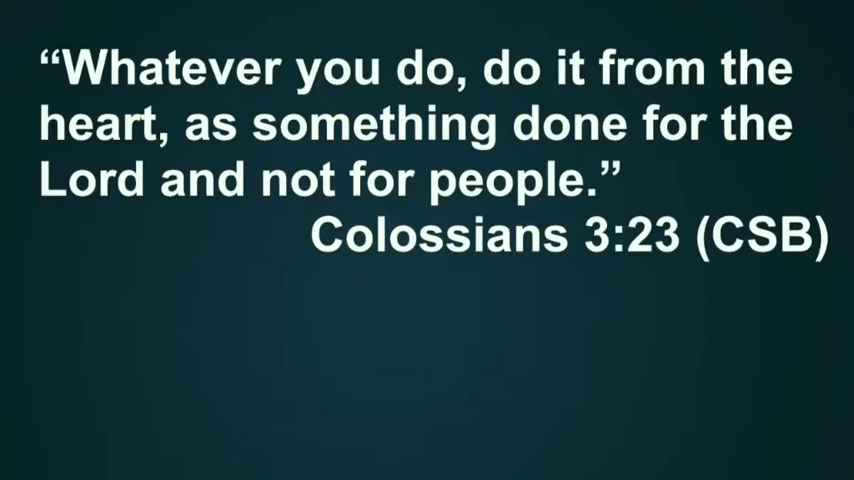 “Whatever you do, do it from the
heart, as something done for the
Lord and not for people.”
Colossians 3:23 (CSB)